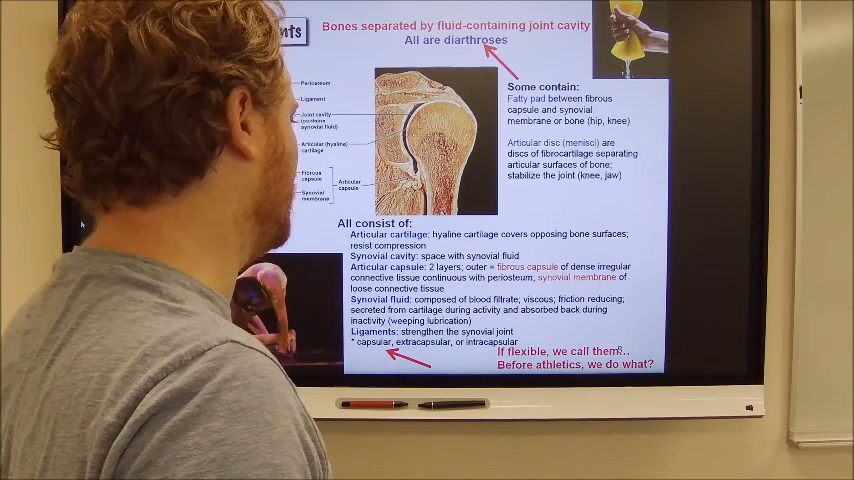 nts
Bones separated by fluid-containing joint cavity
All are diarthroses
Periosteum
Ligament
Joint cavity
(contains
synovial fluid)
Articular (hyaline)
cartilage
Fibrous
capsule
Synovial
membrane
Articular
capsule
Some contain:
Fatty pad between fibrous
capsule and synovial
membrane or bone (hip, knee)
Articular disc (menisci) are
discs of fibrocartilage separating
articular surfaces of bone;
stabilize the joint (knee, jaw)
All consist of:
Articular cartilage: hyaline cartilage covers opposing bone surfaces;
resist compression
Synovial cavity: space with synovial fluid
Articular capsule: 2 layers; outer = fibrous capsule of dense irregular
connective tissue continuous with periosteum; synovial membrane of
loose connective tissue
Synovial fluid: composed of blood filtrate; viscous; friction reducing;
secreted from cartilage during activity and absorbed back during
inactivity (weeping lubrication)
Ligaments: strengthen the synovial joint
* capsular, extracapsular, or intracapsular
If flexible, we call them...
Before athletics, we do what?